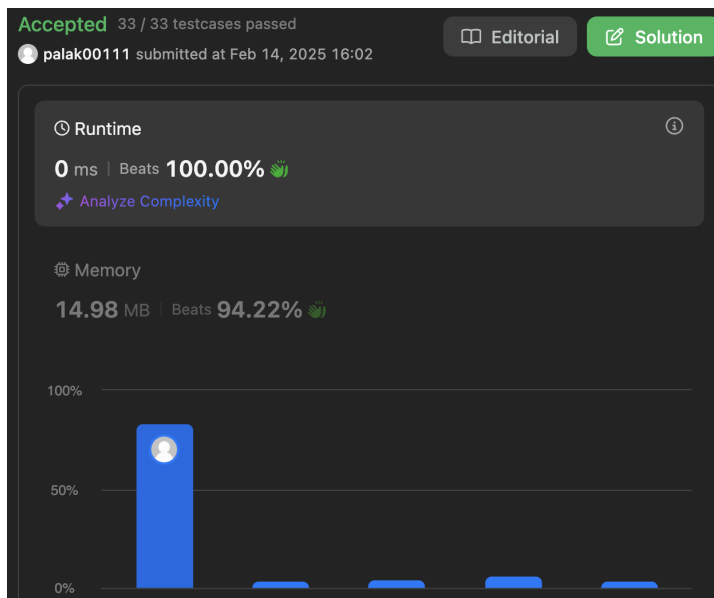 Accepted 33 / 33 testcases passed
Editorial
Solution
palak00111 submitted at Feb 14, 2025 16:02
Runtime
0 ms | Beats 100.00%
Analyze Complexity
Memory
14.98 MB | Beats 94.22%
100%
50%
0%